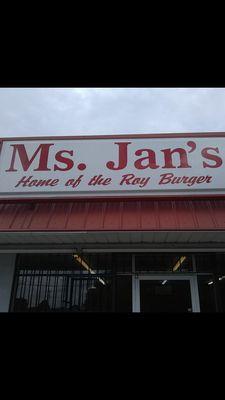 Ms. Jan's
Home of the Roy Burger